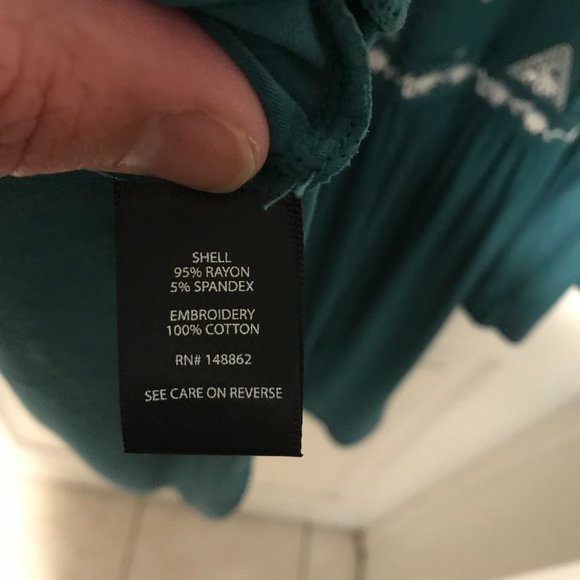 SHELL
95% RAYON
5% SPANDEX
EMBROIDERY
100% COTTON
RN# 148862
SEE CARE ON REVERSE